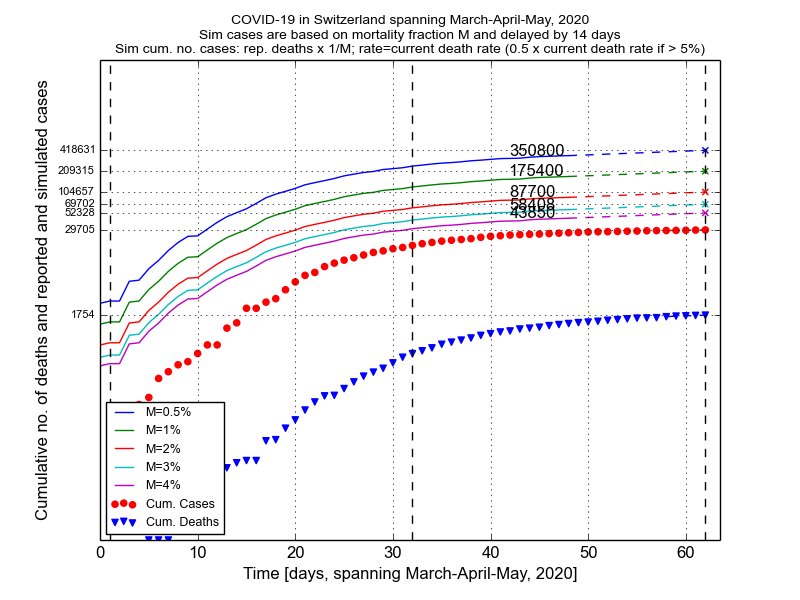 COVID-19 in Switzerland spanning March-April-May, 2020
Sim cases are based on mortality fraction M and delayed by 14 days
Sim cum. no. cases: rep. deaths x 1/M; rate=current death rate (0.5 x current death rate if > 5%)
Cumulative no. of deaths and reported and simulated cases
418631
209315
104657
69702
52328
29705
1754
350800
175400
87700
58408
43850
M=0.5%
M=1%
M=2%
M=3%
M=4%
Cum. Cases
Cum. Deaths
0 10 20 30 40 50 60
Time [days, spanning March-April-May, 2020]